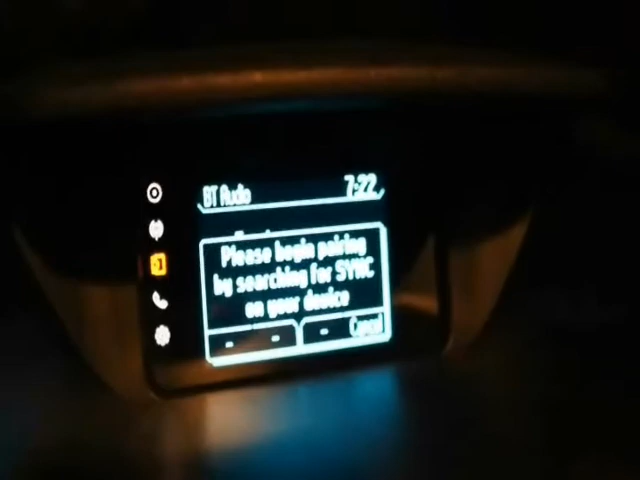 BT Audio 7:22
Please begin pairing
by searching for SYNC
on your device
-- -- -- Cancel